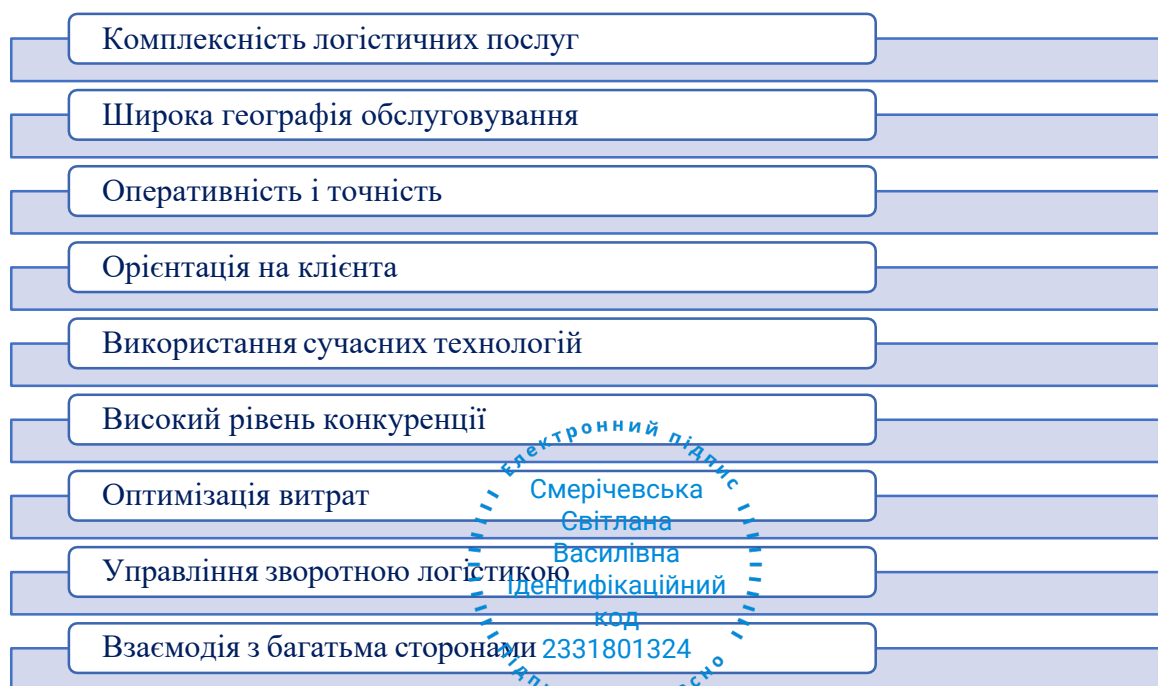 Комплексність логістичних послуг
Широка географія обслуговування
Оперативність і точність
Орієнтація на клієнта
Використання сучасних технологій
Високий рівень конкуренції
Оптимізація витрат
Управління зворотною логістикою
Взаємодія з багатьма сторонами
Електронний підпис
Смерічевська
Світлана
Василівна
Ідентифікаційний
код
2331801324